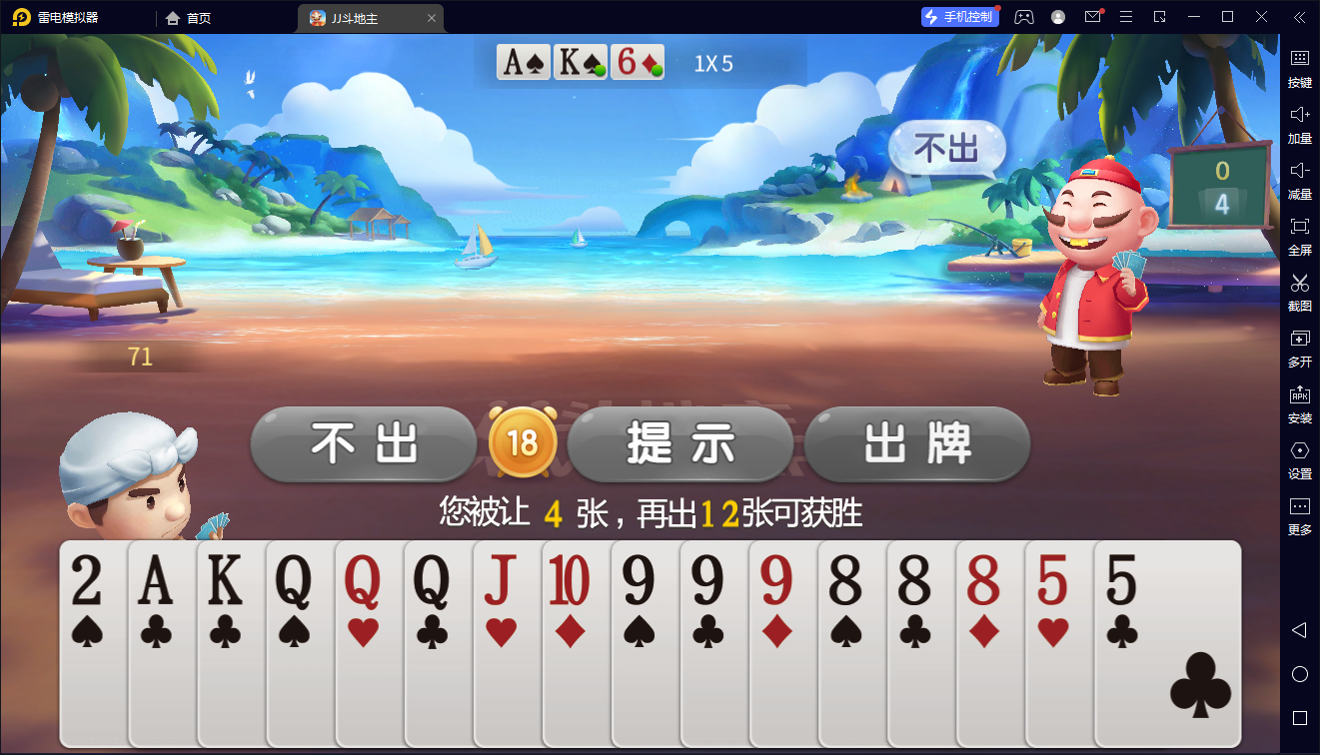 雷电模拟器
首页
JJ斗地主
手机控制
A K 6 1X5
按键
加量
不出
0
4
减量
全屏
截图
多开
71
安装
不出 18 提示 出牌
设置
您被让 4 张，再出12张可获胜
更多
2 A K Q Q Q J 10 9 9 9 8 8 8 5 5